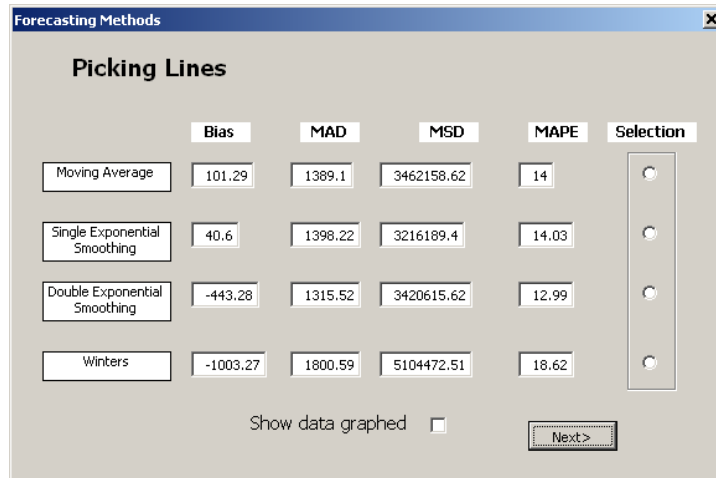 Forecasting Methods
Picking Lines
Bias MAD MSD MAPE Selection
Moving Average 101.29 1389.1 3462158.62 14
Single Exponential
Smoothing 40.6 1398.22 3216189.4 14.03
Double Exponential
Smoothing -443.28 1315.52 3420615.62 12.99
Winters -1003.27 1800.59 5104472.51 18.62
Show data graphed
Next>